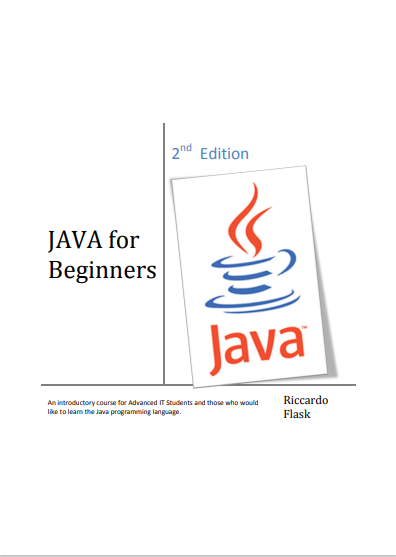 2nd Edition
JAVA for
Beginners
Java™
An introductory course for Advanced IT Students and those who would
like to learn the Java programming language.
Riccardo
Flask